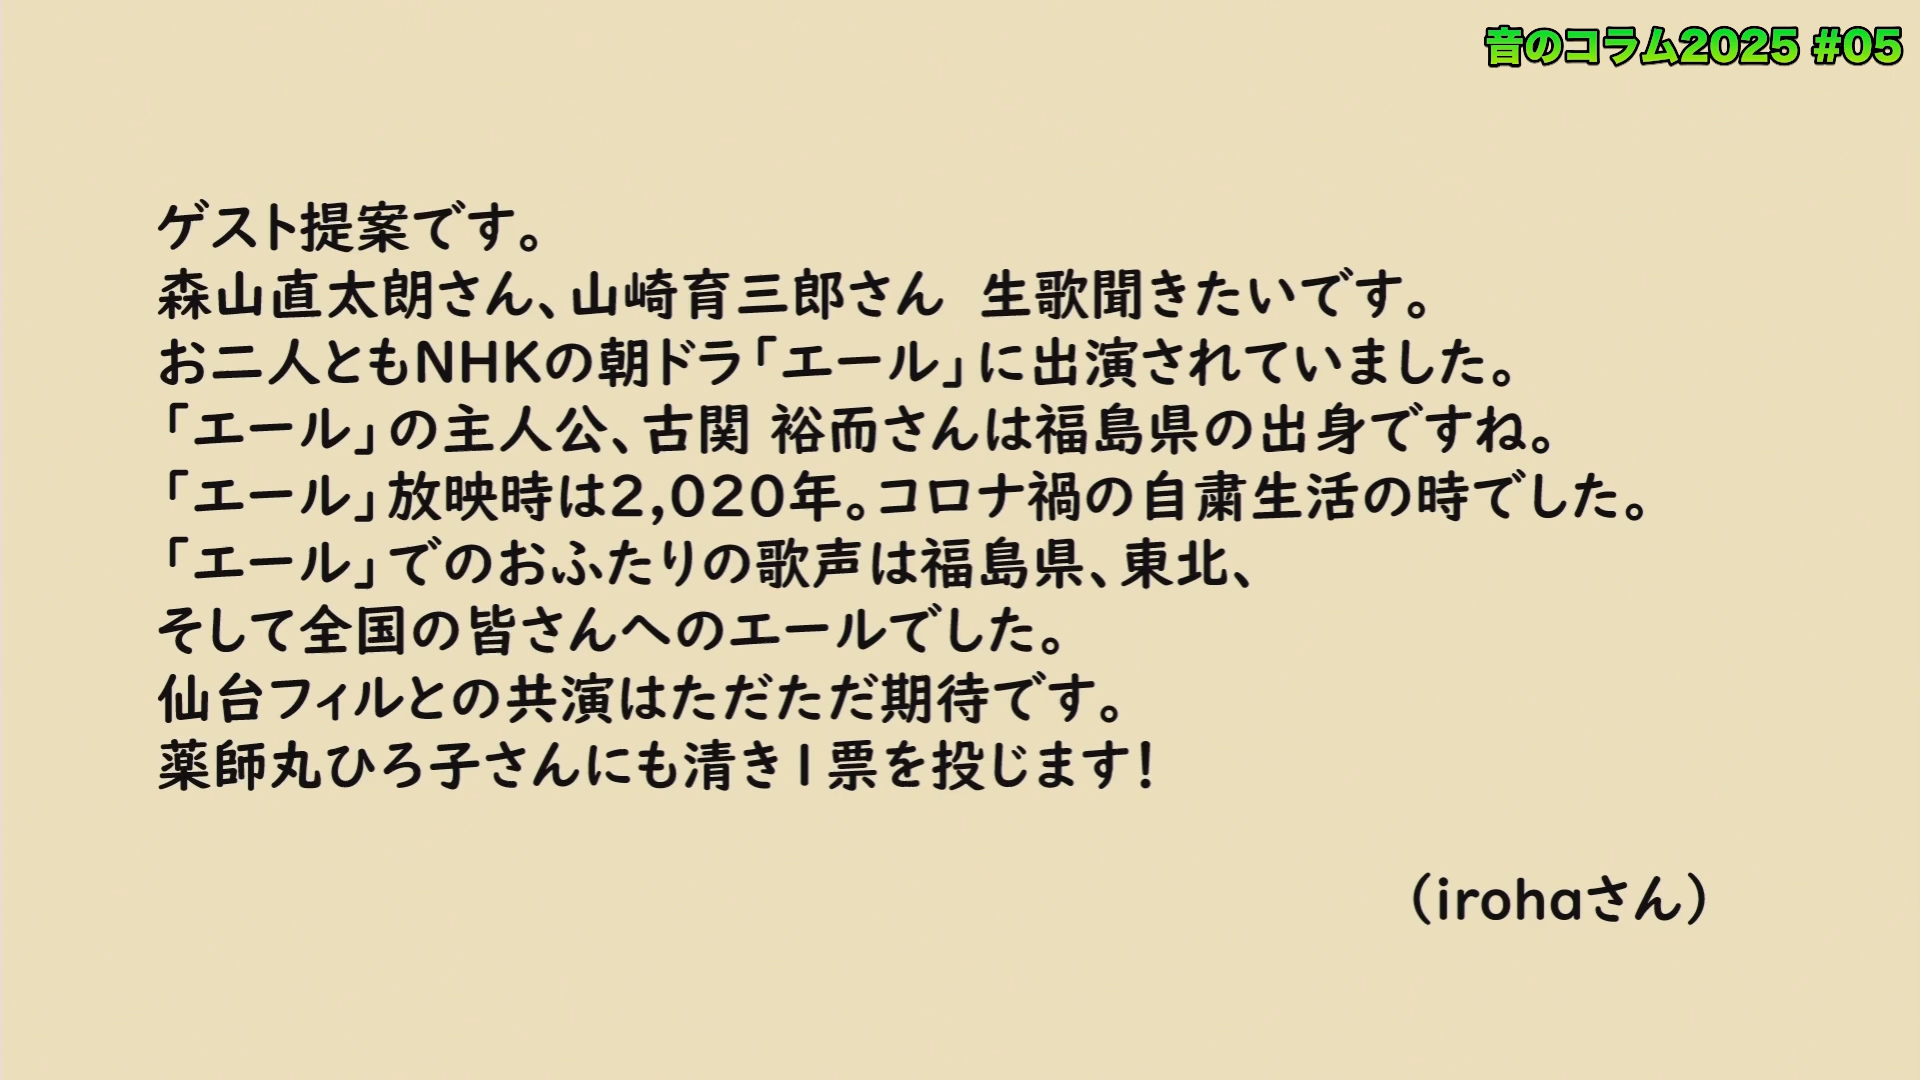 音のコラム2025 #05
ゲスト提案です。
森山直太朗さん、山崎育三郎さん　生歌聞きたいです。
お二人ともNHKの朝ドラ「エール」に出演されていました。
「エール」の主人公、古関 裕而さんは福島県の出身ですね。
「エール」放映時は2,020年。コロナ禍の自粛生活の時でした。
「エール」でのおふたりの歌声は福島県、東北、
そして全国の皆さんへのエールでした。
仙台フィルとの共演はただただ期待です。
薬師丸ひろ子さんにも清き1票を投じます!
（irohaさん）